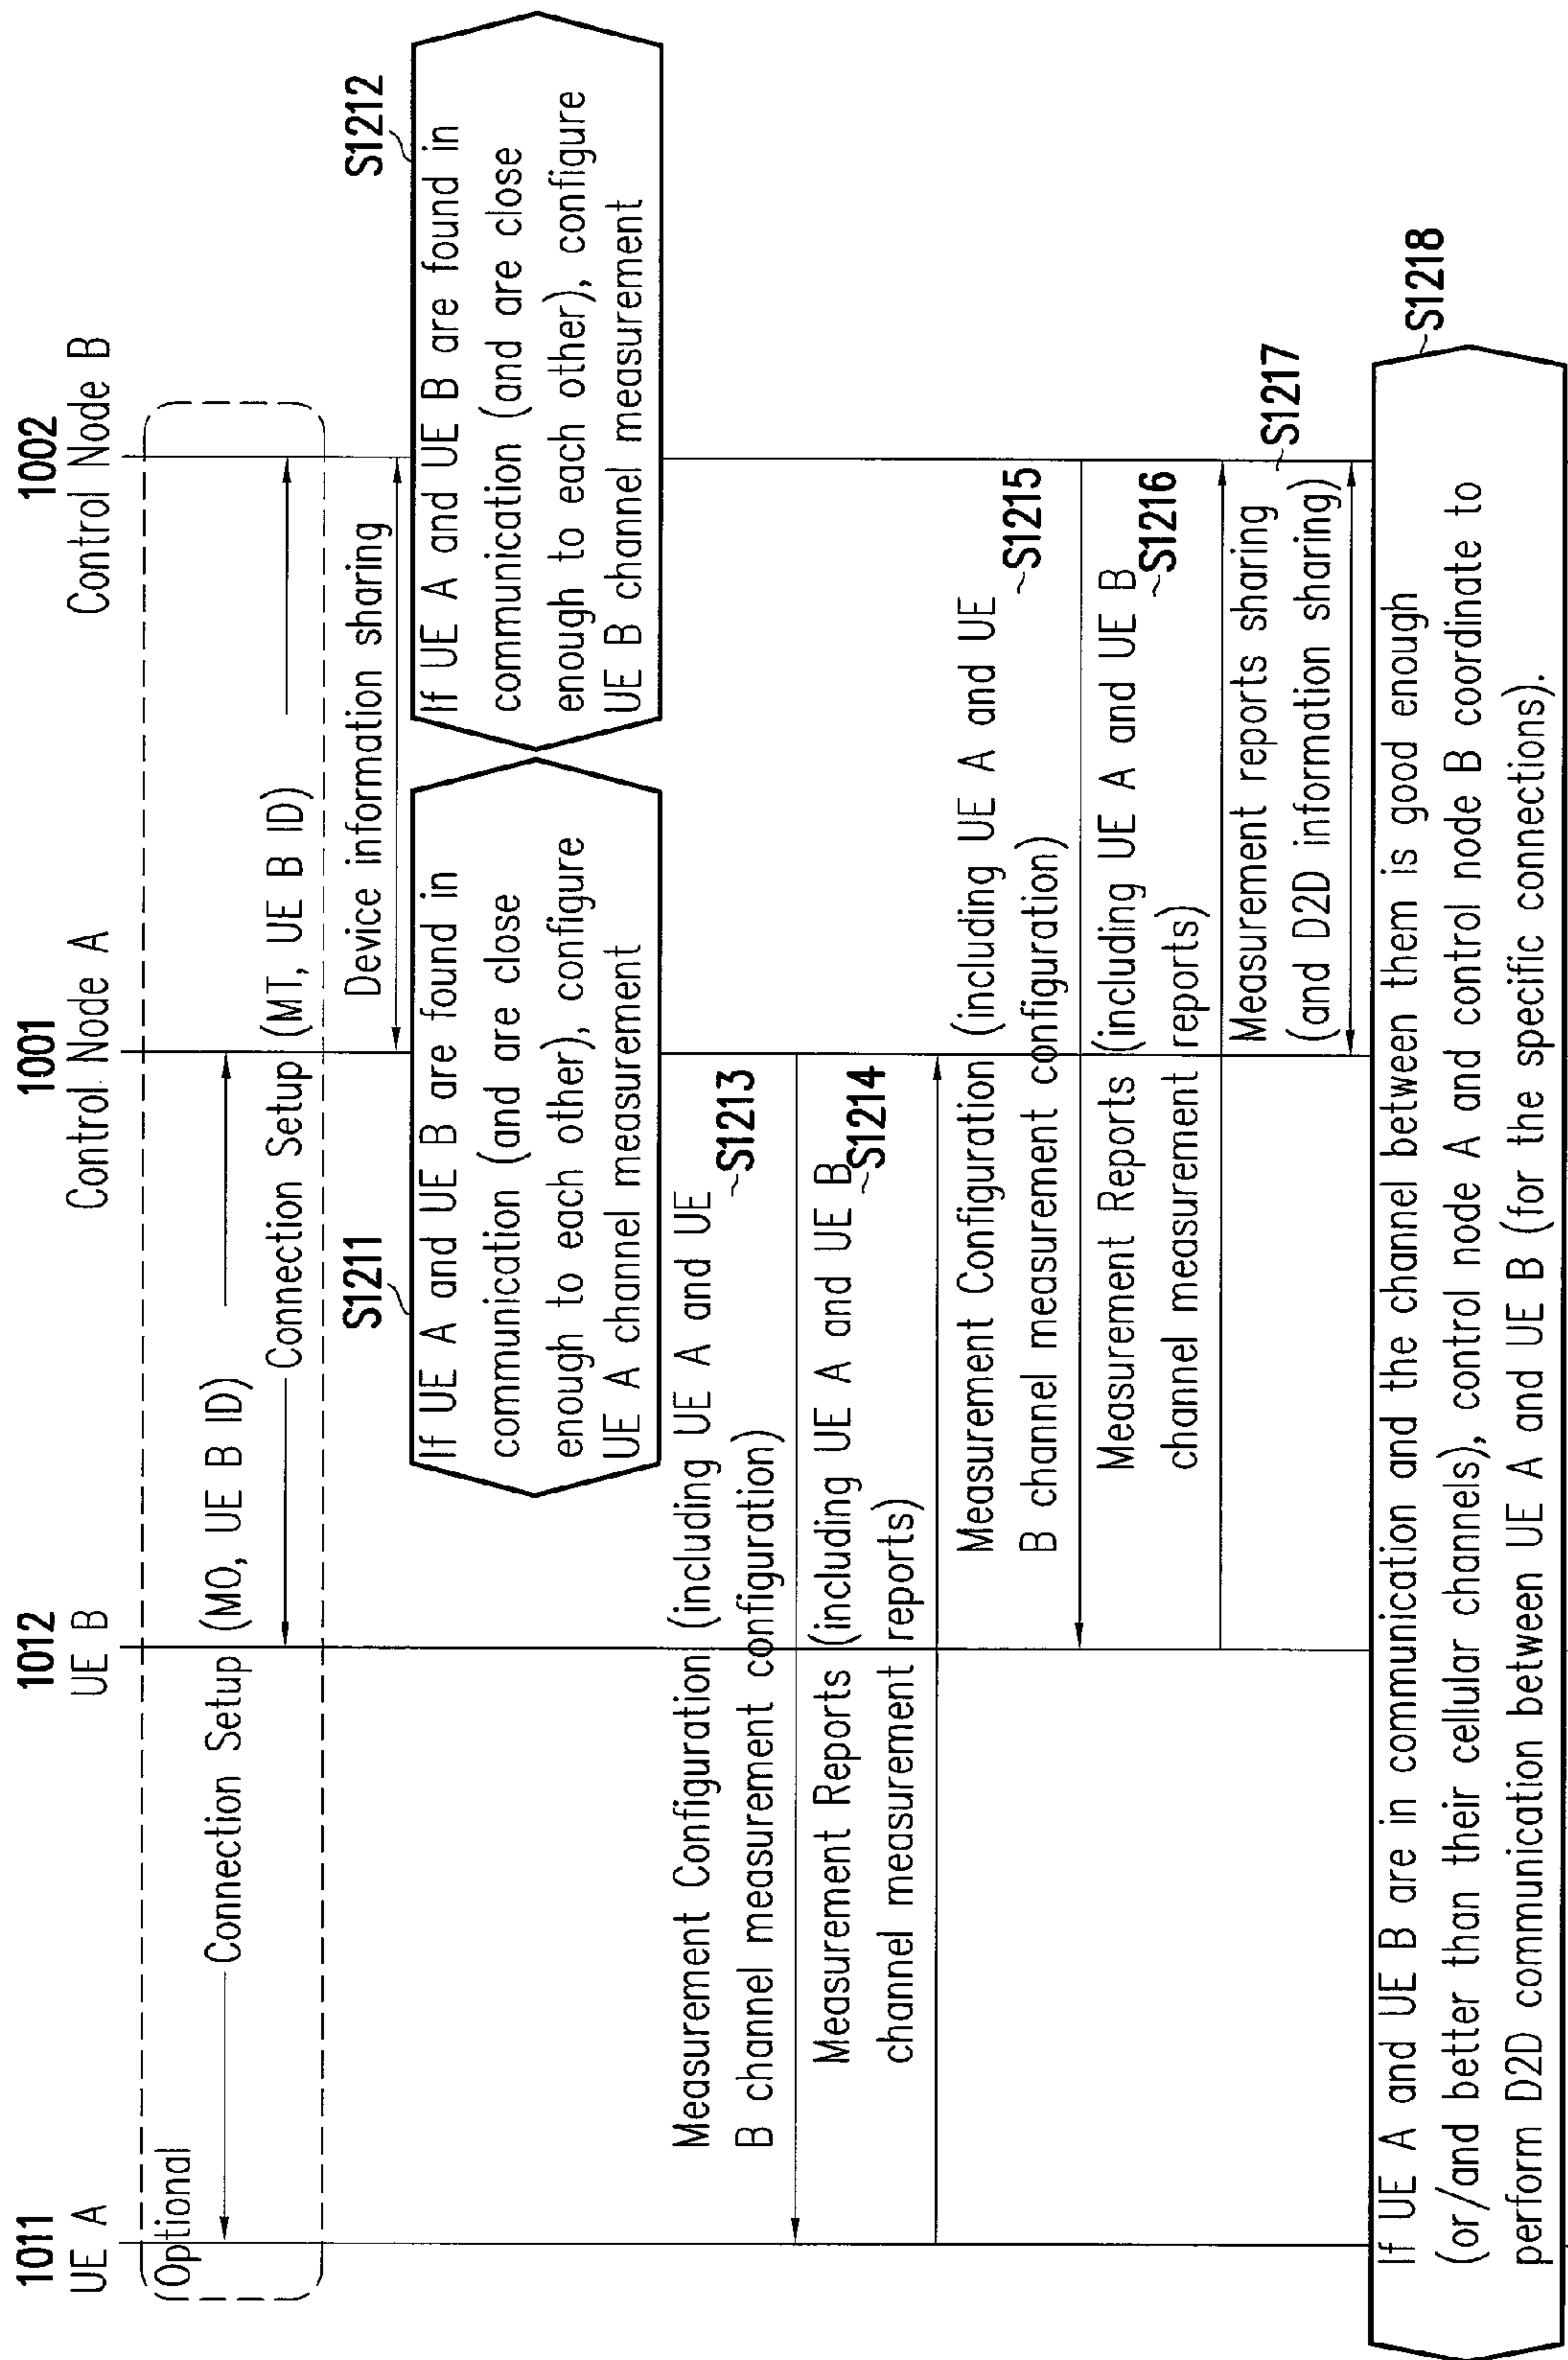 1011
UE A
1012
UE B
1001
Control Node A
1002
Control Node B
Optional
Connection Setup (MO, UE B ID)
Connection Setup (MT, UE B ID)
Device information sharing
S1211
If UE A and UE B are found in
communication (and are close
enough to each other), configure
UE A channel measurement
S1212
If UE A and UE B are found in
communication (and are close
enough to each other), configure
UE B channel measurement
Measurement Configuration (including UE A and UE
B channel measurement configuration)
~S1213
Measurement Reports (including UE A and UE B
channel measurement reports)
~S1214
Measurement Configuration (including UE A and UE
B channel measurement configuration)
~S1215
Measurement Reports (including UE A and UE B
channel measurement reports)
~S1216
Measurement reports sharing
(and D2D information sharing)
~S1217
If UE A and UE B are in communication and the channel between them is good enough
(or/and better than their cellular channels), control node A and control node B coordinate to
perform D2D communication between UE A and UE B (for the specific connections).
~S1218